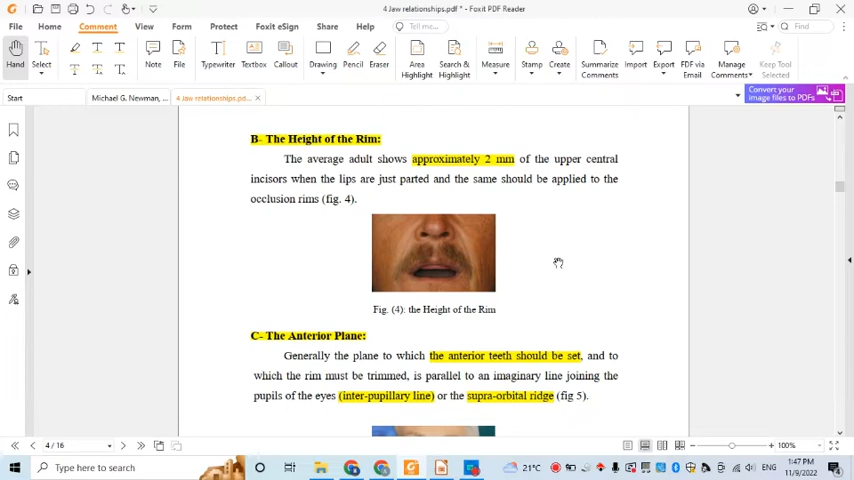 4 Jaw relationships.pdf * - Foxit PDF Reader
File Home Comment View Form Protect Foxit eSign Share Help Tell me... Find
Hand Select Note File Typewriter Textbox Callout Drawing Pencil Eraser Area Highlight Search & Highlight Measure Stamp Create Summarize Comments Import Export FDF via Email Manage Comments Keep Tool Selected
Start Michael G. Newman, ... 4 Jaw relationships.pd... Convert your image files to PDFs
B- The Height of the Rim:
The average adult shows approximately 2 mm of the upper central
incisors when the lips are just parted and the same should be applied to the
occlusion rims (fig. 4).
Fig. (4): the Height of the Rim
C- The Anterior Plane:
Generally the plane to which the anterior teeth should be set, and to
which the rim must be trimmed, is parallel to an imaginary line joining the
pupils of the eyes (inter-pupillary line) or the supra-orbital ridge (fig 5).
4 / 16 100%
Type here to search 21°C ENG 1:47 PM 11/9/2022 4